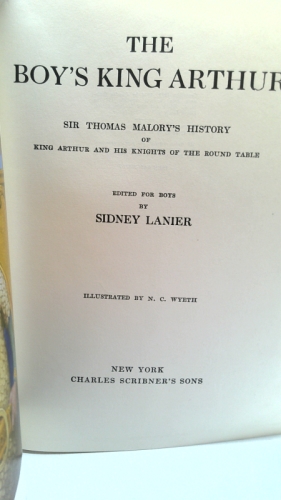 THE
BOY'S KING ARTHUR
SIR THOMAS MALORY'S HISTORY
OF
KING ARTHUR AND HIS KNIGHTS OF THE ROUND TABLE
EDITED FOR BOYS
BY
SIDNEY LANIER
ILLUSTRATED BY N. C. WYETH
NEW YORK
CHARLES SCRIBNER'S SONS